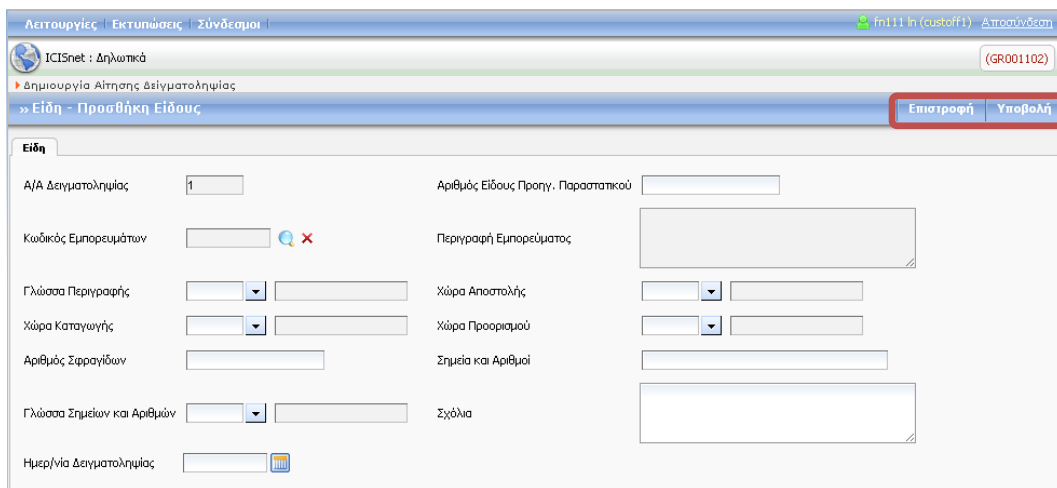 Λειτουργίες Εκτυπώσεις Σύνδεσμοι fn111 ln (custoff1) Αποσύνδεση
ICISnet : Δηλωτικά (GR001102)
Δημιουργία Αίτησης Δείγματοληψίας
» Είδη - Προσθήκη Είδους Επιστροφή Υποβολή
Είδη
Α/Α Δειγματοληψίας 1 Αριθμός Είδους Προηγ. Παραστατικού
Κωδικός Εμπορευμάτων Περιγραφή Εμπορεύματος
Γλώσσα Περιγραφής Χώρα Αποστολής
Χώρα Καταγωγής Χώρα Προορισμού
Αριθμός Σφραγίδων Σημεία και Αριθμοί
Γλώσσα Σημείων και Αριθμών Σχόλια
Ημερ/νία Δειγματοληψίας